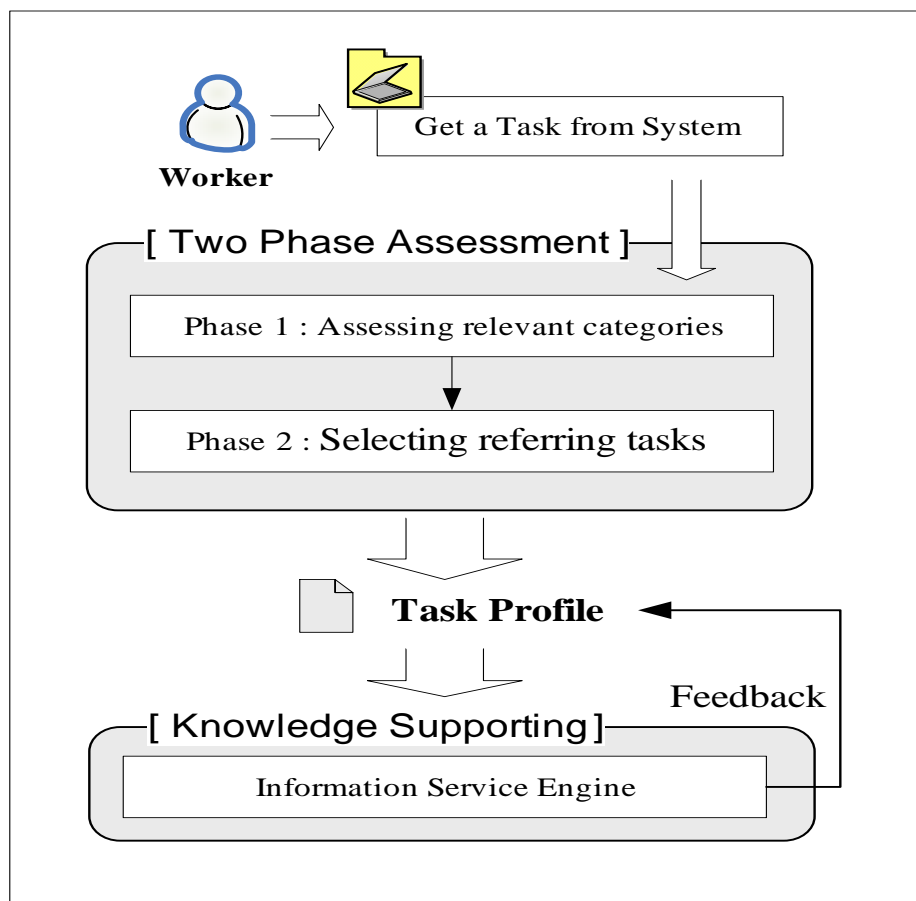 Get a Task from System
Worker
[ Two Phase Assessment ]
Phase 1 : Assessing relevant categories
Phase 2 : Selecting referring tasks
Task Profile
Feedback
[ Knowledge Supporting ]
Information Service Engine